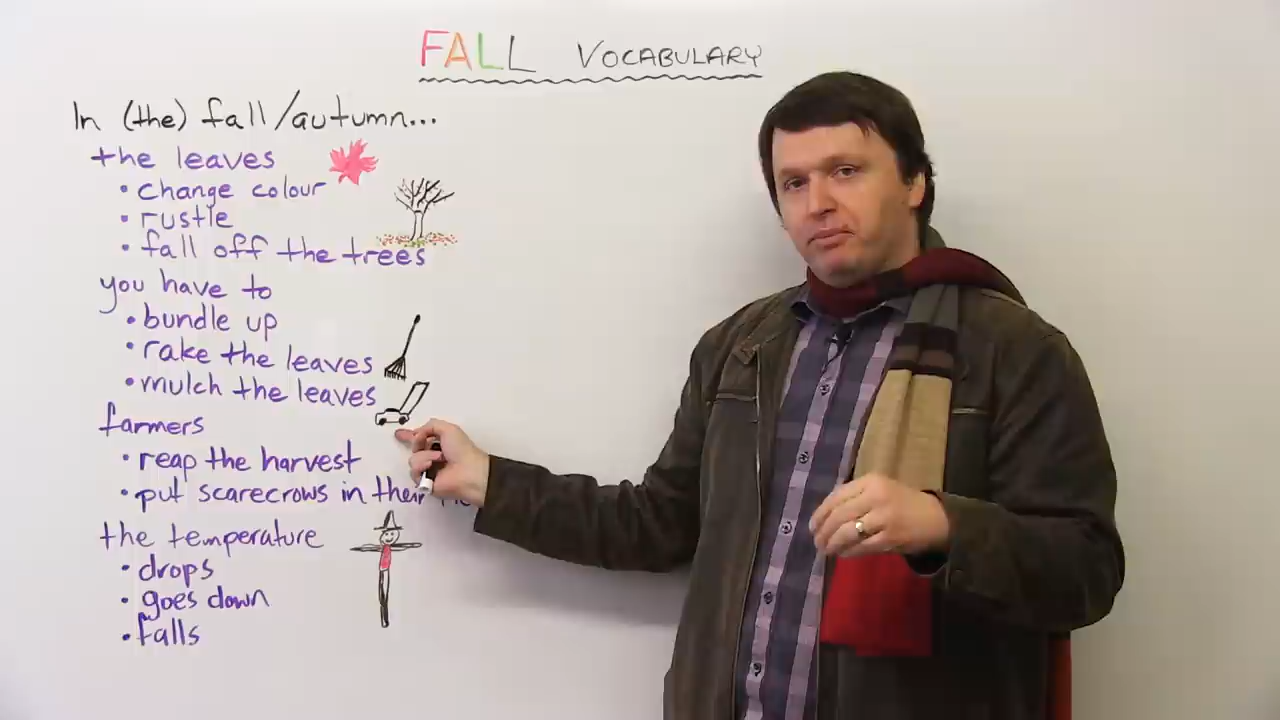 FALL VOCABULARY
In (the) fall/autumn...
the leaves
• change colour
• rustle
• fall off the trees
you have to
• bundle up
• rake the leaves
• mulch the leaves
farmers
• reap the harvest
• put scarecrows in their
the temperature
• drops
• goes down
• falls